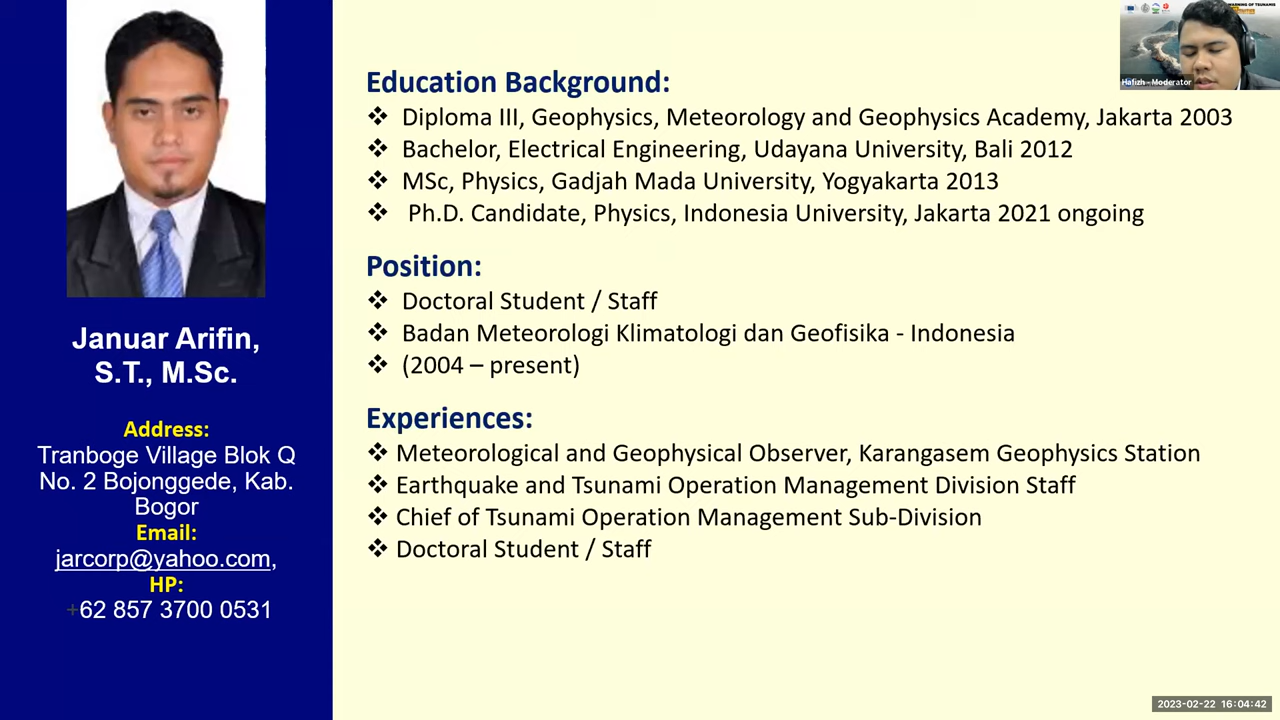 Januar Arifin,
S.T., M.Sc.
Address:
Tranboge Village Blok Q
No. 2 Bojonggede, Kab.
Bogor
Email:
jarcorp@yahoo.com,
HP:
+62 857 3700 0531
Education Background:
❖ Diploma III, Geophysics, Meteorology and Geophysics Academy, Jakarta 2003
❖ Bachelor, Electrical Engineering, Udayana University, Bali 2012
❖ MSc, Physics, Gadjah Mada University, Yogyakarta 2013
❖ Ph.D. Candidate, Physics, Indonesia University, Jakarta 2021 ongoing
Position:
❖ Doctoral Student / Staff
❖ Badan Meteorologi Klimatologi dan Geofisika - Indonesia
❖ (2004 – present)
Experiences:
❖ Meteorological and Geophysical Observer, Karangasem Geophysics Station
❖ Earthquake and Tsunami Operation Management Division Staff
❖ Chief of Tsunami Operation Management Sub-Division
❖ Doctoral Student / Staff
WARNING OF TSUNAMIS
Hafizh - Moderator
2023-02-22 16:04:42